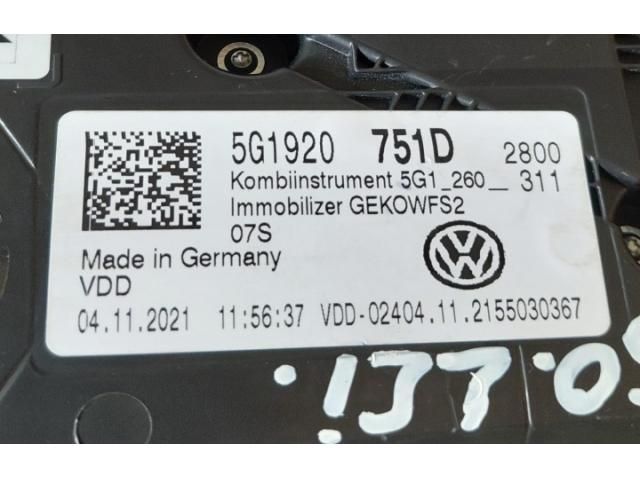 5G1920 751D 2800
Kombiinstrument 5G1_260__ 311
Immobilizer GEKOWFS2
07S
Made in Germany
VDD
04.11.2021 11:56:37 VDD-02404.11.2155030367